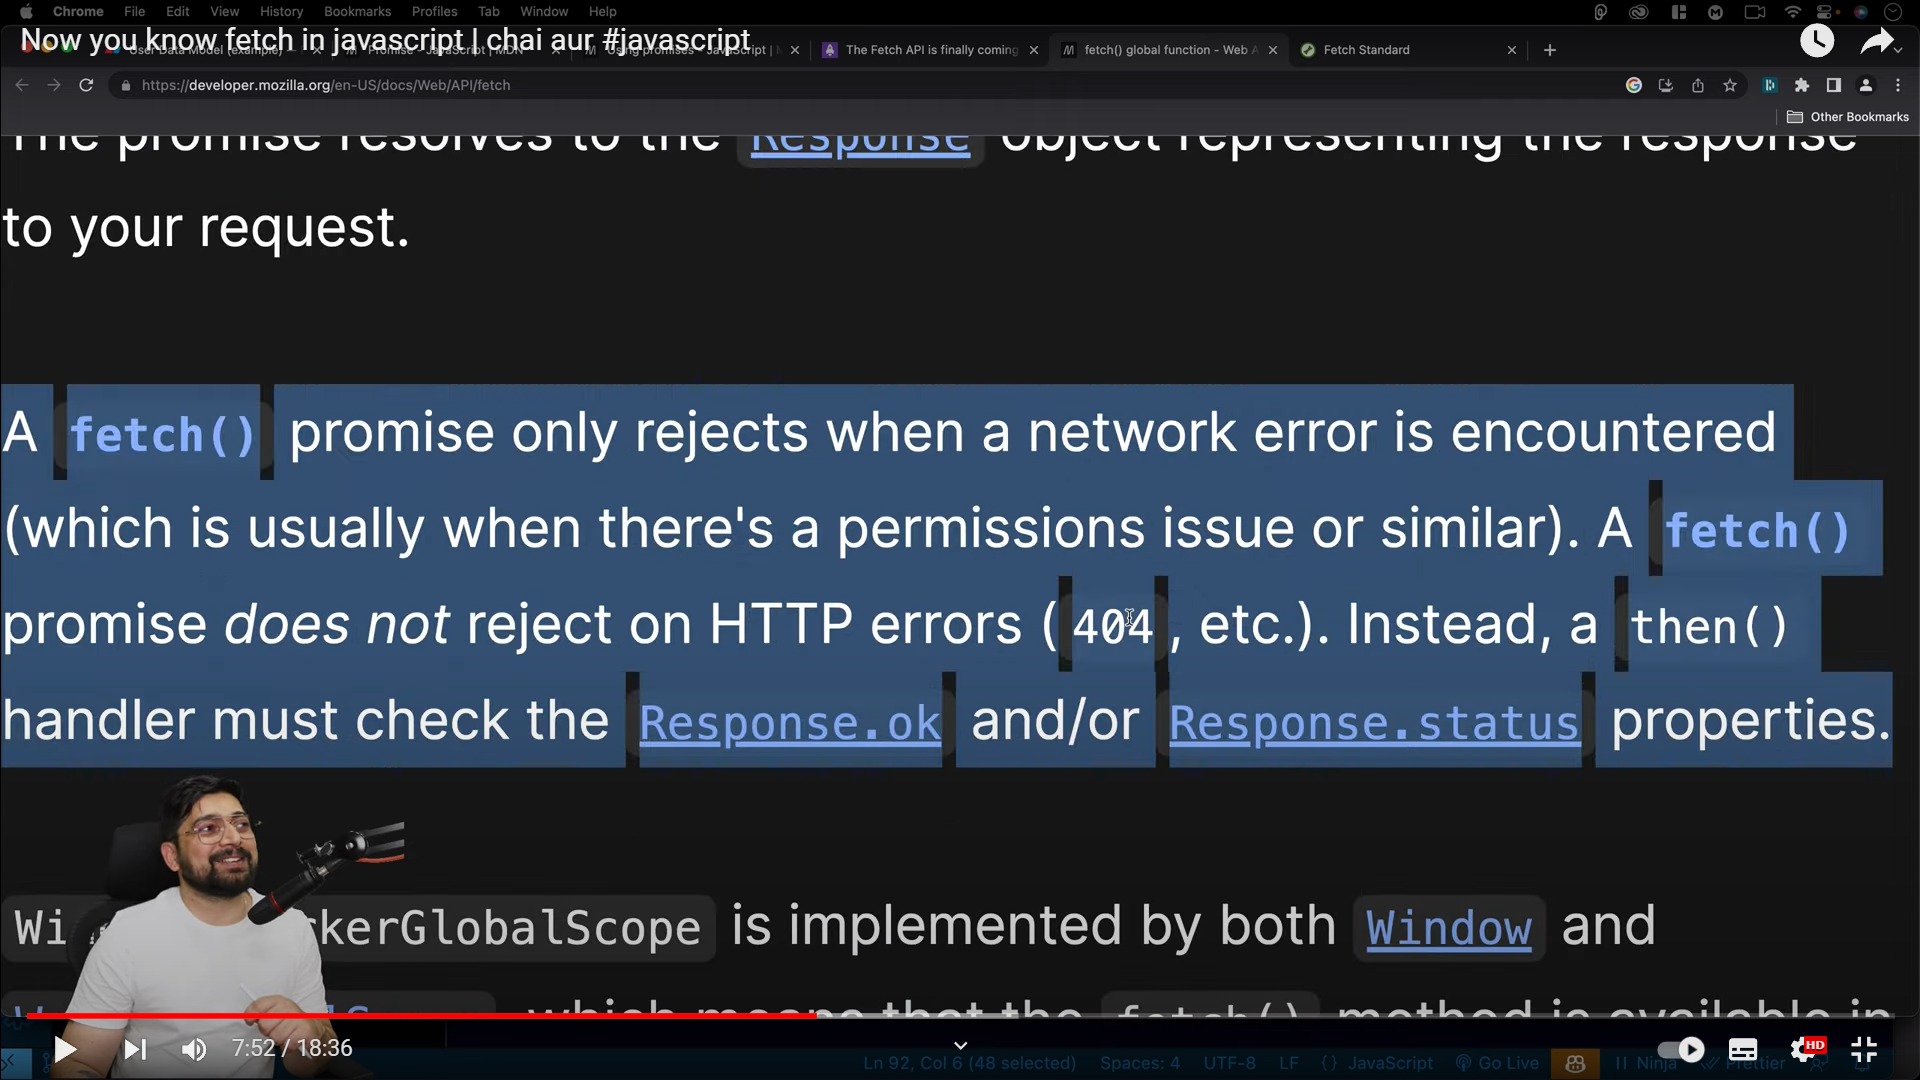 Chrome File Edit View History Bookmarks Profiles Tab Window Help
Now you know fetch in javascript | chai aur #javascript
The Fetch API is finally coming
fetch() global function - Web A
Fetch Standard
https://developer.mozilla.org/en-US/docs/Web/API/fetch
Other Bookmarks
The promise resolves to the Response object representing the response
to your request.
A fetch() promise only rejects when a network error is encountered
(which is usually when there's a permissions issue or similar). A fetch()
promise does not reject on HTTP errors ( 404 , etc.). Instead, a then()
handler must check the Response.ok and/or Response.status properties.
Wi kerGlobalScope is implemented by both Window and
which means that the fetch() method is available in
7:52 / 18:36
HD
Ln 92, Col 6 (48 selected) Spaces: 4 UTF-8 LF {} JavaScript Go Live Ninja Prettier